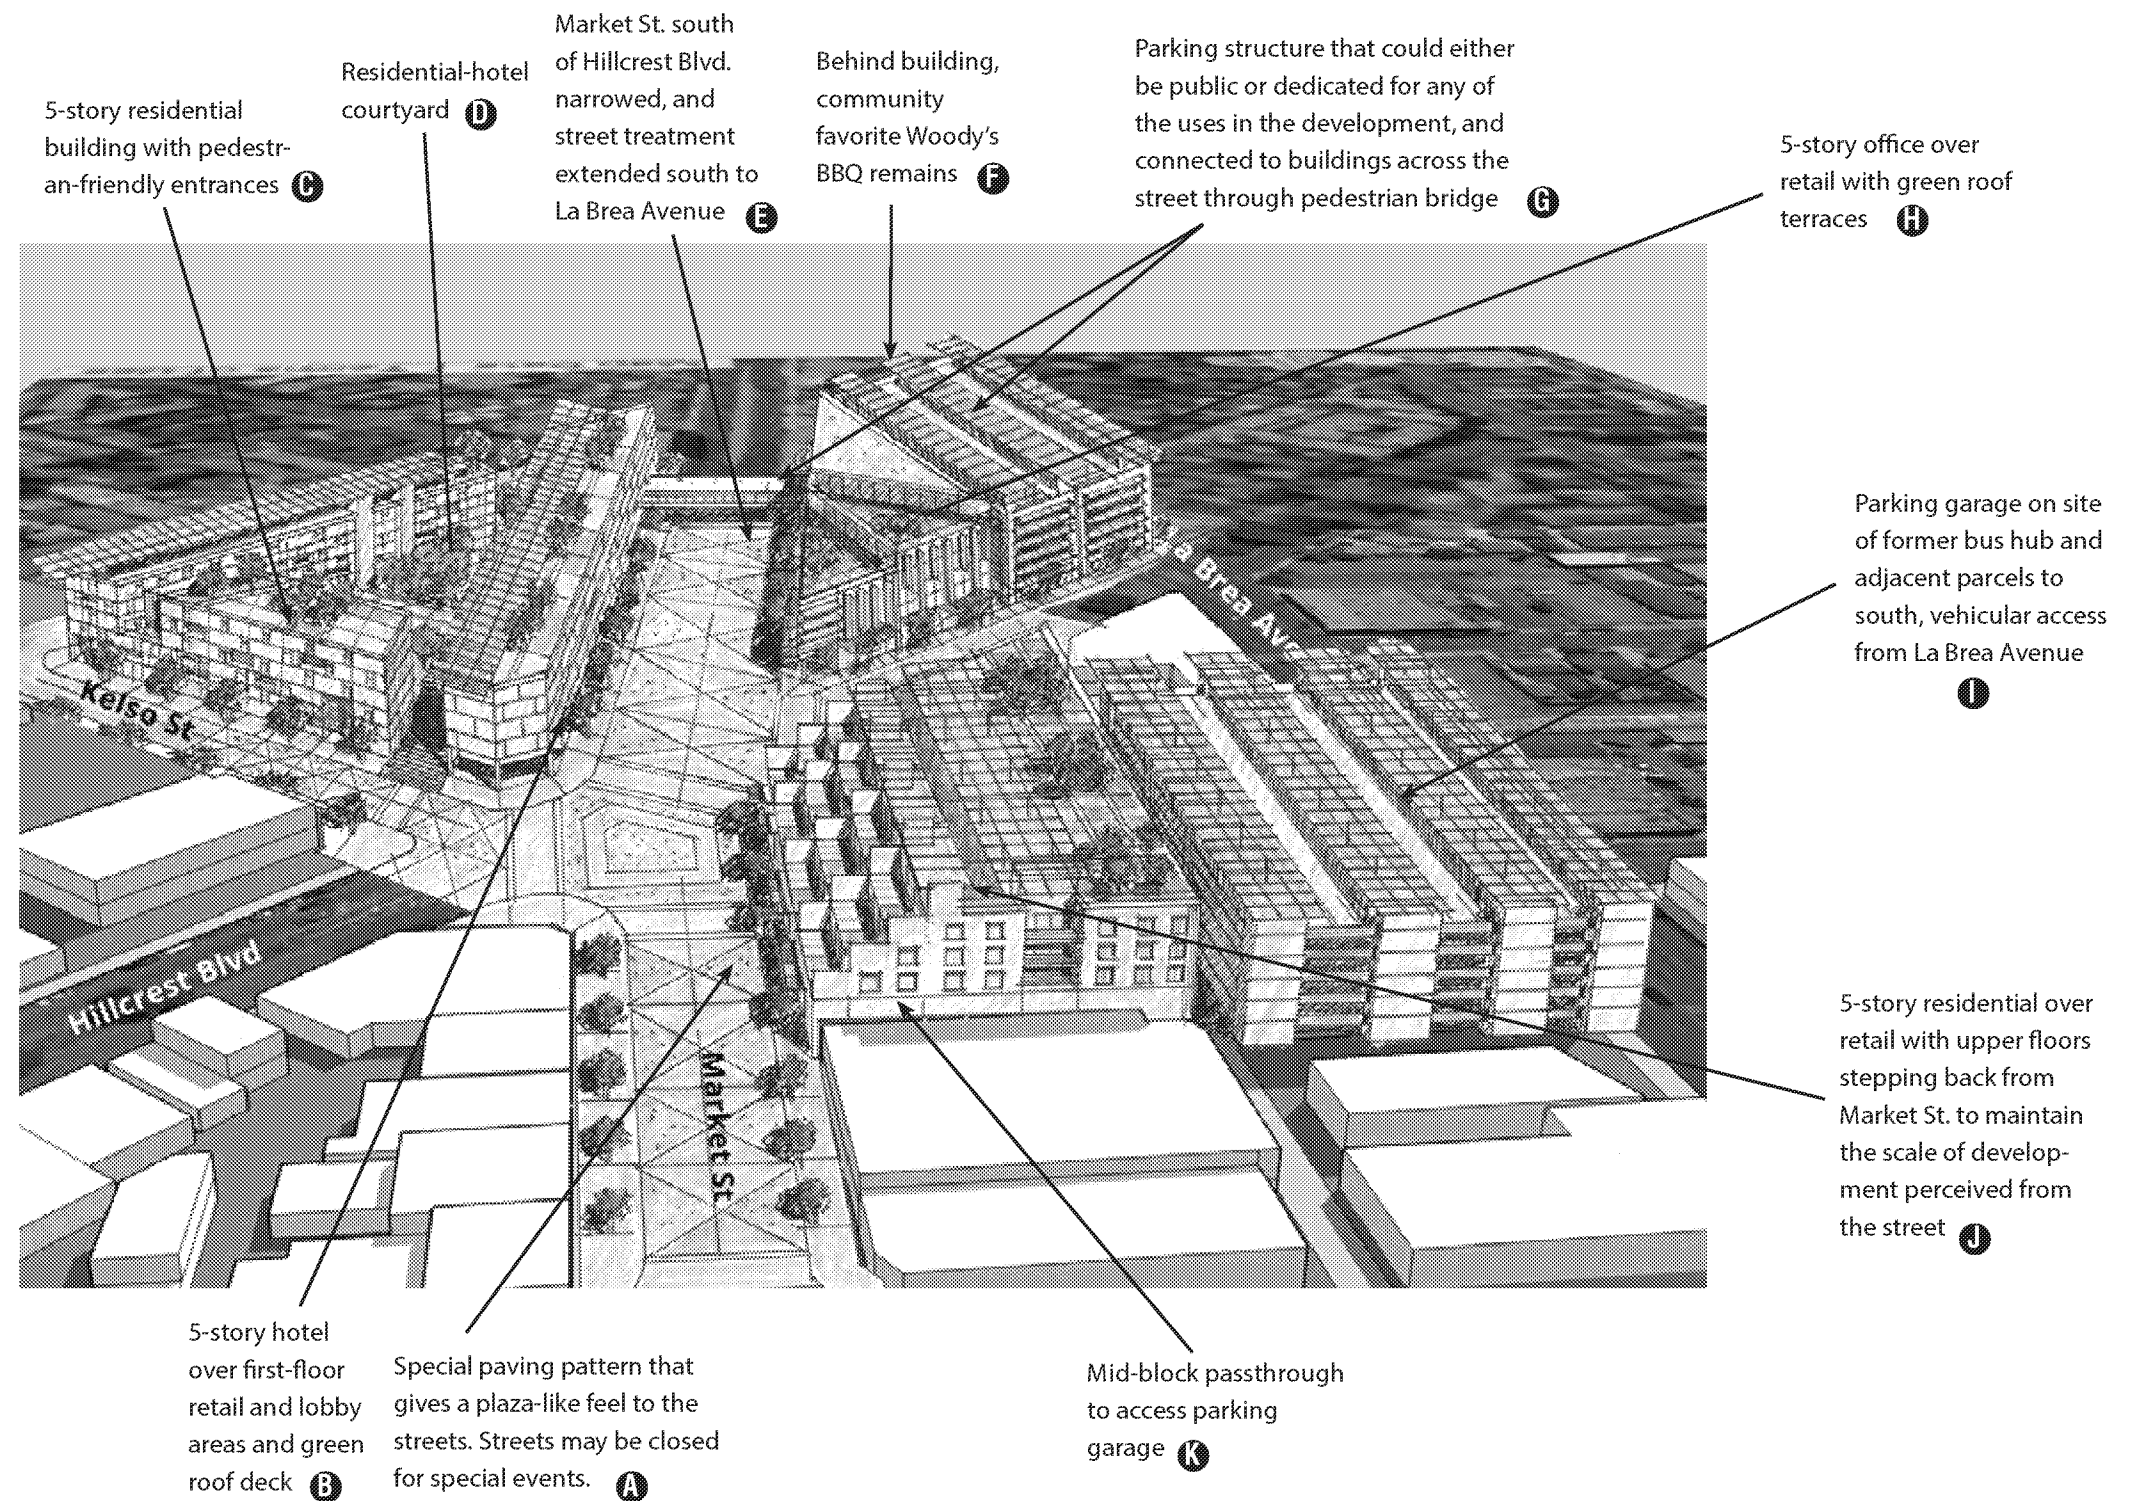 5-story residential
building with pedestr-
an-friendly entrances C
Residential-hotel
courtyard D
Market St. south
of Hillcrest Blvd.
narrowed, and
street treatment
extended south to
La Brea Avenue E
Behind building,
community
favorite Woody's
BBQ remains F
Parking structure that could either
be public or dedicated for any of
the uses in the development, and
connected to buildings across the
street through pedestrian bridge G
5-story office over
retail with green roof
terraces H
Parking garage on site
of former bus hub and
adjacent parcels to
south, vehicular access
from La Brea Avenue
I
5-story residential over
retail with upper floors
stepping back from
Market St. to maintain
the scale of develop-
ment perceived from
the street J
La Brea Ave
Kelso St
Hillcrest Blvd
Market St
5-story hotel
over first-floor
retail and lobby
areas and green
roof deck B
Special paving pattern that
gives a plaza-like feel to the
streets. Streets may be closed
for special events. A
Mid-block passthrough
to access parking
garage K